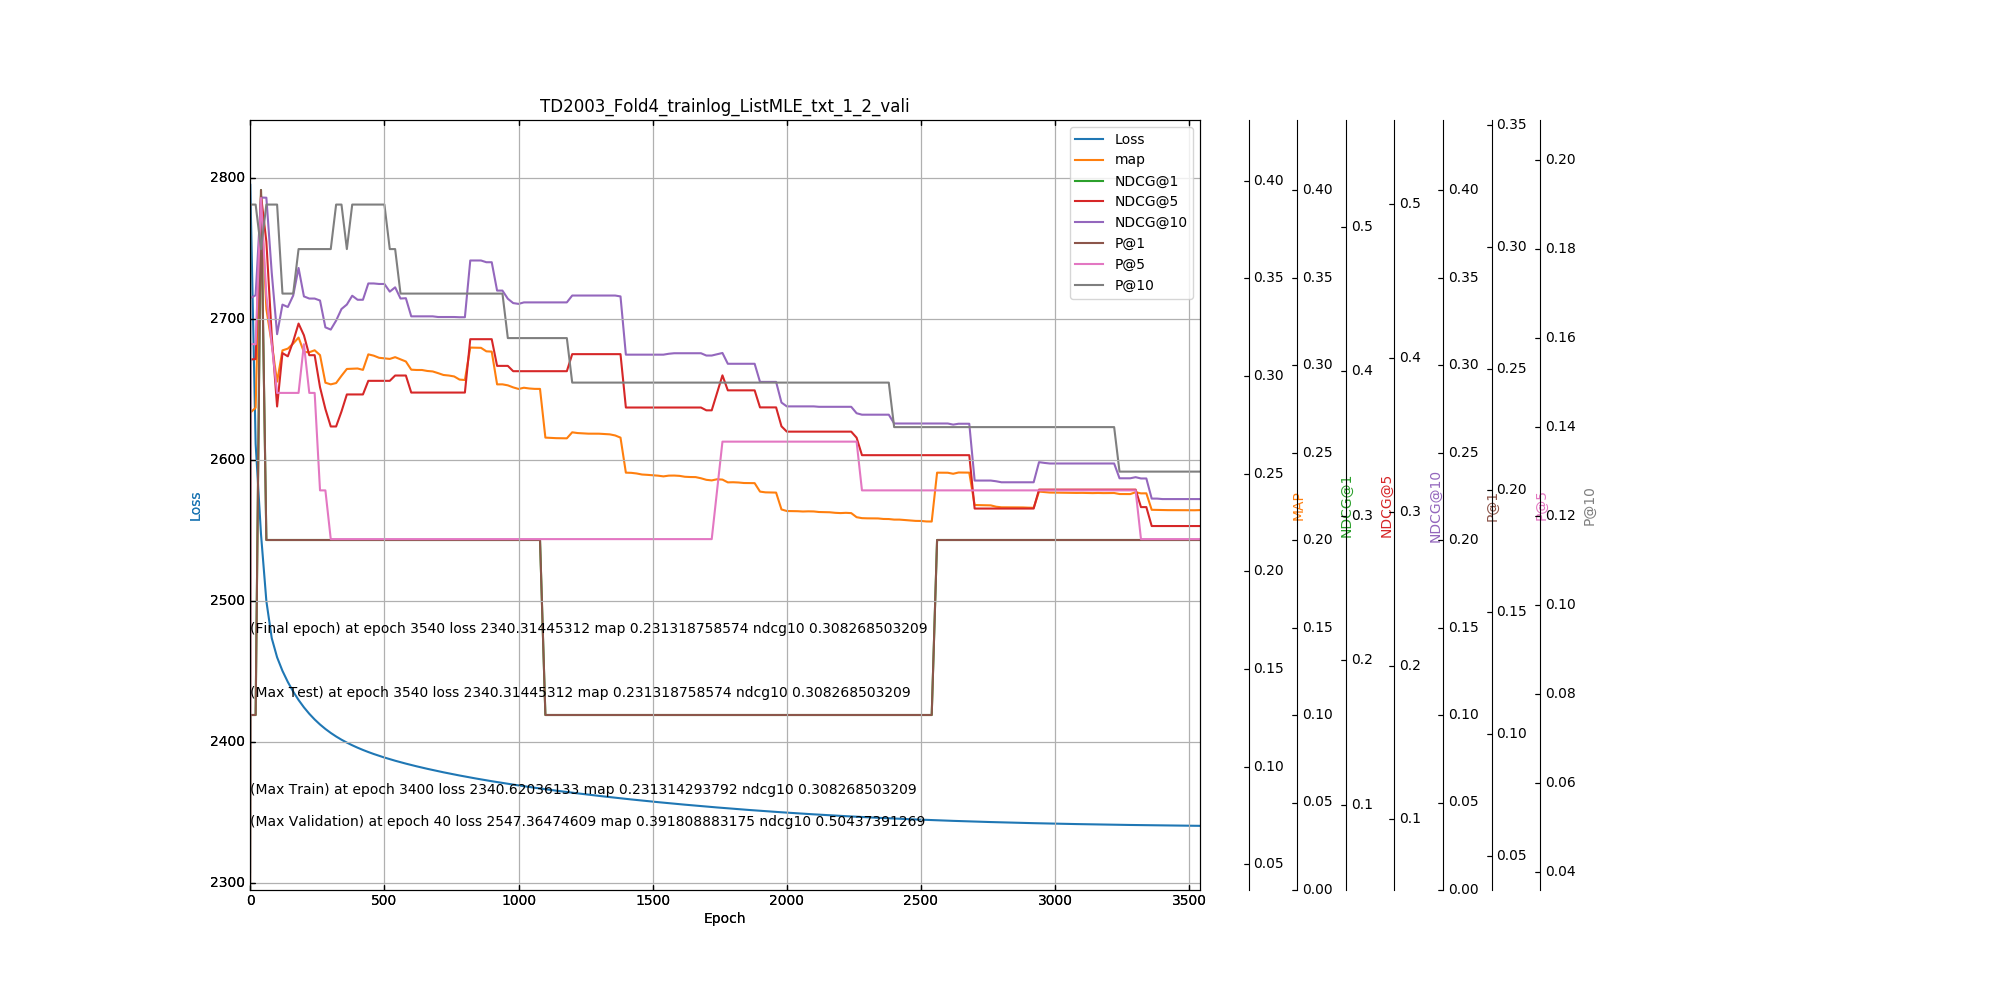 TD2003_Fold4_trainlog_ListMLE_txt_1_2_vali
Loss
map
NDCG@1
NDCG@5
NDCG@10
P@1
P@5
P@10
2800
2700
2600
2500
2400
2300
Loss
(Final epoch) at epoch 3540 loss 2340.31445312 map 0.231318758574 ndcg10 0.308268503209
(Max Test) at epoch 3540 loss 2340.31445312 map 0.231318758574 ndcg10 0.308268503209
(Max Train) at epoch 3400 loss 2340.62036133 map 0.231314293792 ndcg10 0.308268503209
(Max Validation) at epoch 40 loss 2547.36474609 map 0.391808883175 ndcg10 0.50437391269
0 500 1000 1500 2000 2500 3000 3500
Epoch
0.40
0.35
0.30
0.25
0.20
0.15
0.10
0.05
MAP
0.40
0.35
0.30
0.25
0.20
0.15
0.10
0.05
0.00
NDCG@1
0.5
0.4
0.3
0.2
0.1
NDCG@5
0.5
0.4
0.3
0.2
0.1
NDCG@10
0.40
0.35
0.30
0.25
0.20
0.15
0.10
0.05
0.00
P@1
0.35
0.30
0.25
0.20
0.15
0.10
0.05
P@5
0.20
0.18
0.16
0.14
0.12
0.10
0.08
0.06
0.04
P@10